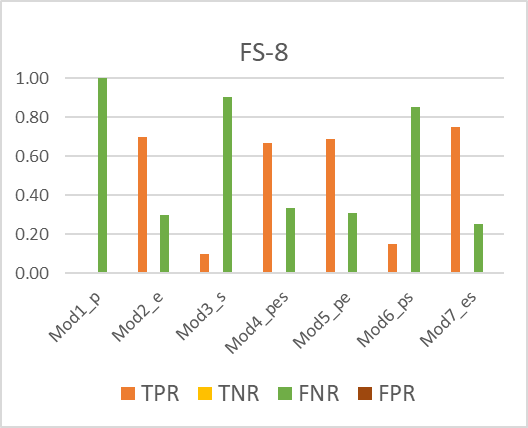 FS-8
1.00
0.80
0.60
0.40
0.20
0.00
Mod1_p
Mod2_e
Mod3_s
Mod4_pes
Mod5_pe
Mod6_ps
Mod7_es
TPR TNR FNR FPR